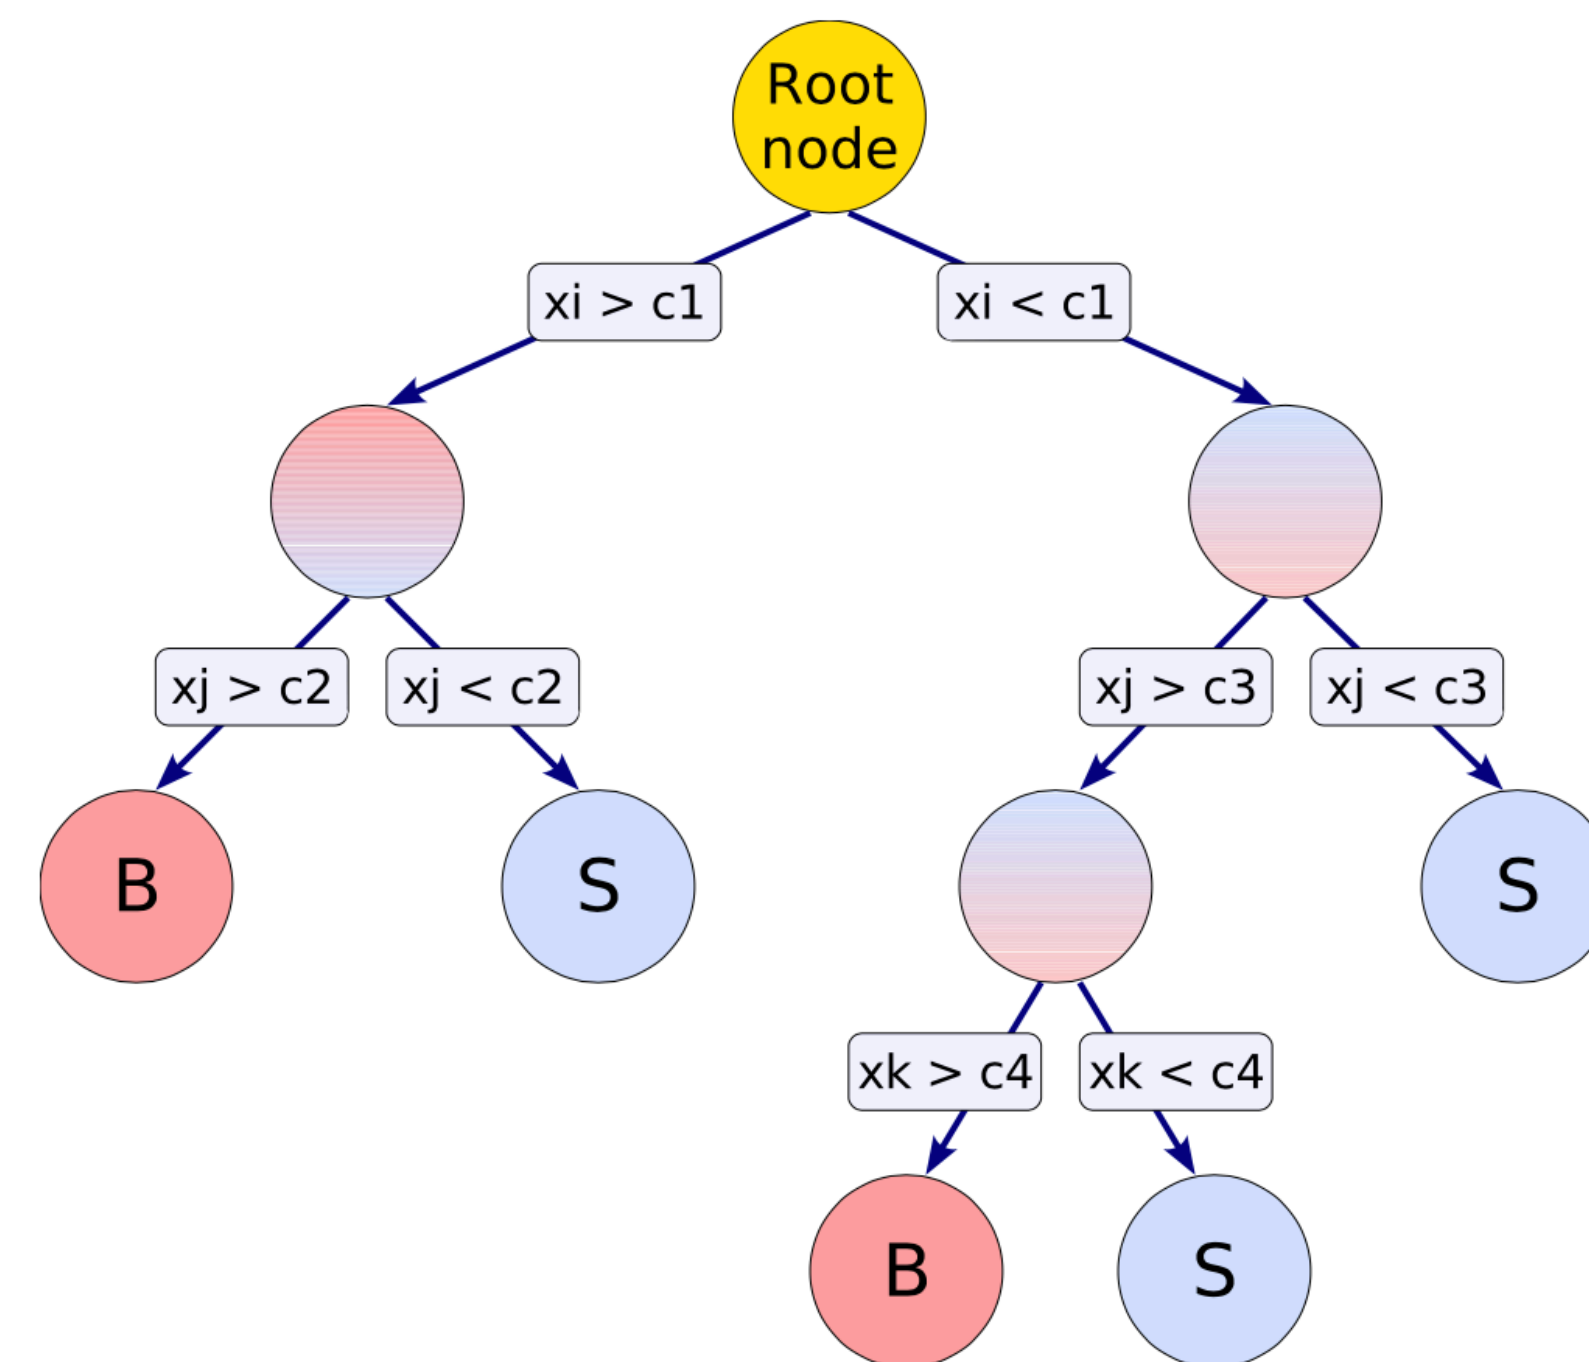 Root
node
xi > c1
xi < c1
xj > c2
xj < c2
xj > c3
xj < c3
B
S
S
xk > c4
xk < c4
B
S